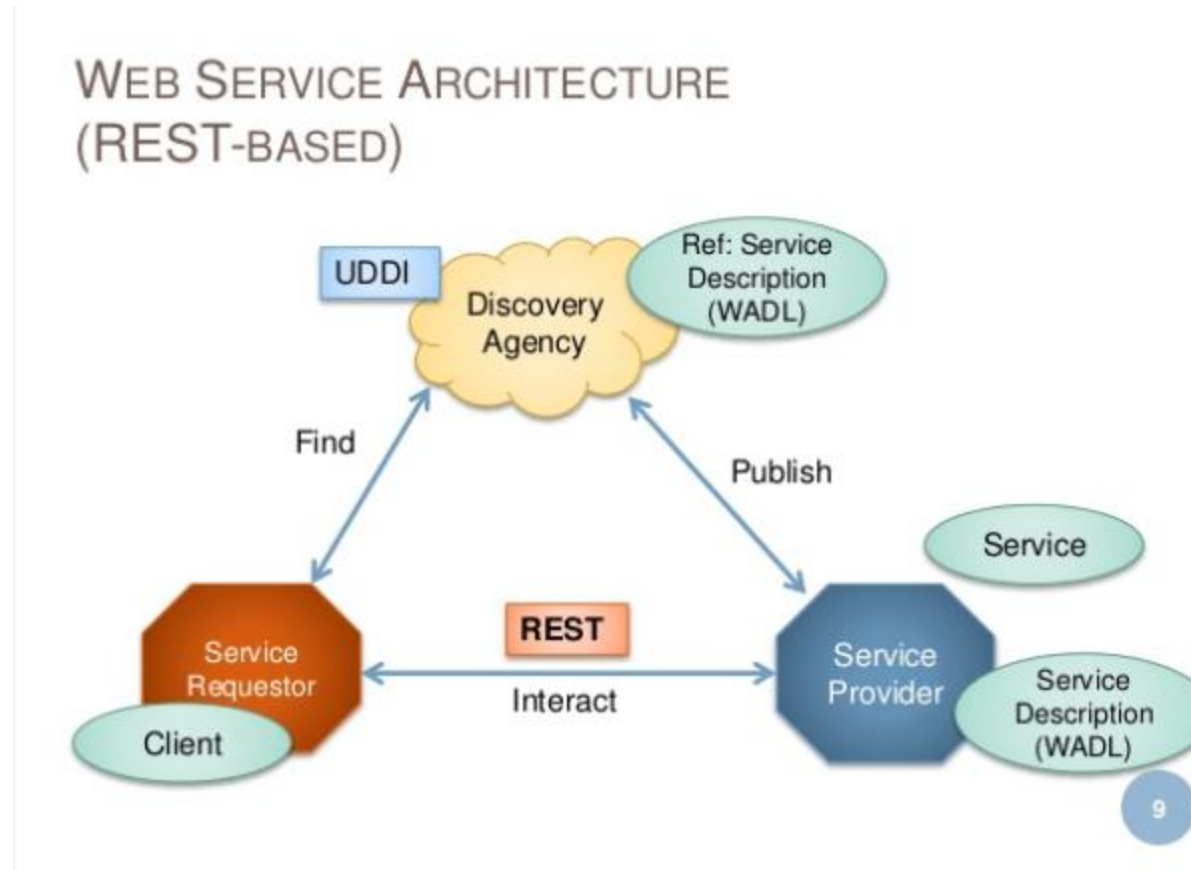 WEB SERVICE ARCHITECTURE
(REST-BASED)
UDDI
Discovery
Agency
Ref: Service
Description
(WADL)
Find
Publish
Service
REST
Interact
Service
Requestor
Client
Service
Provider
Service
Description
(WADL)
9